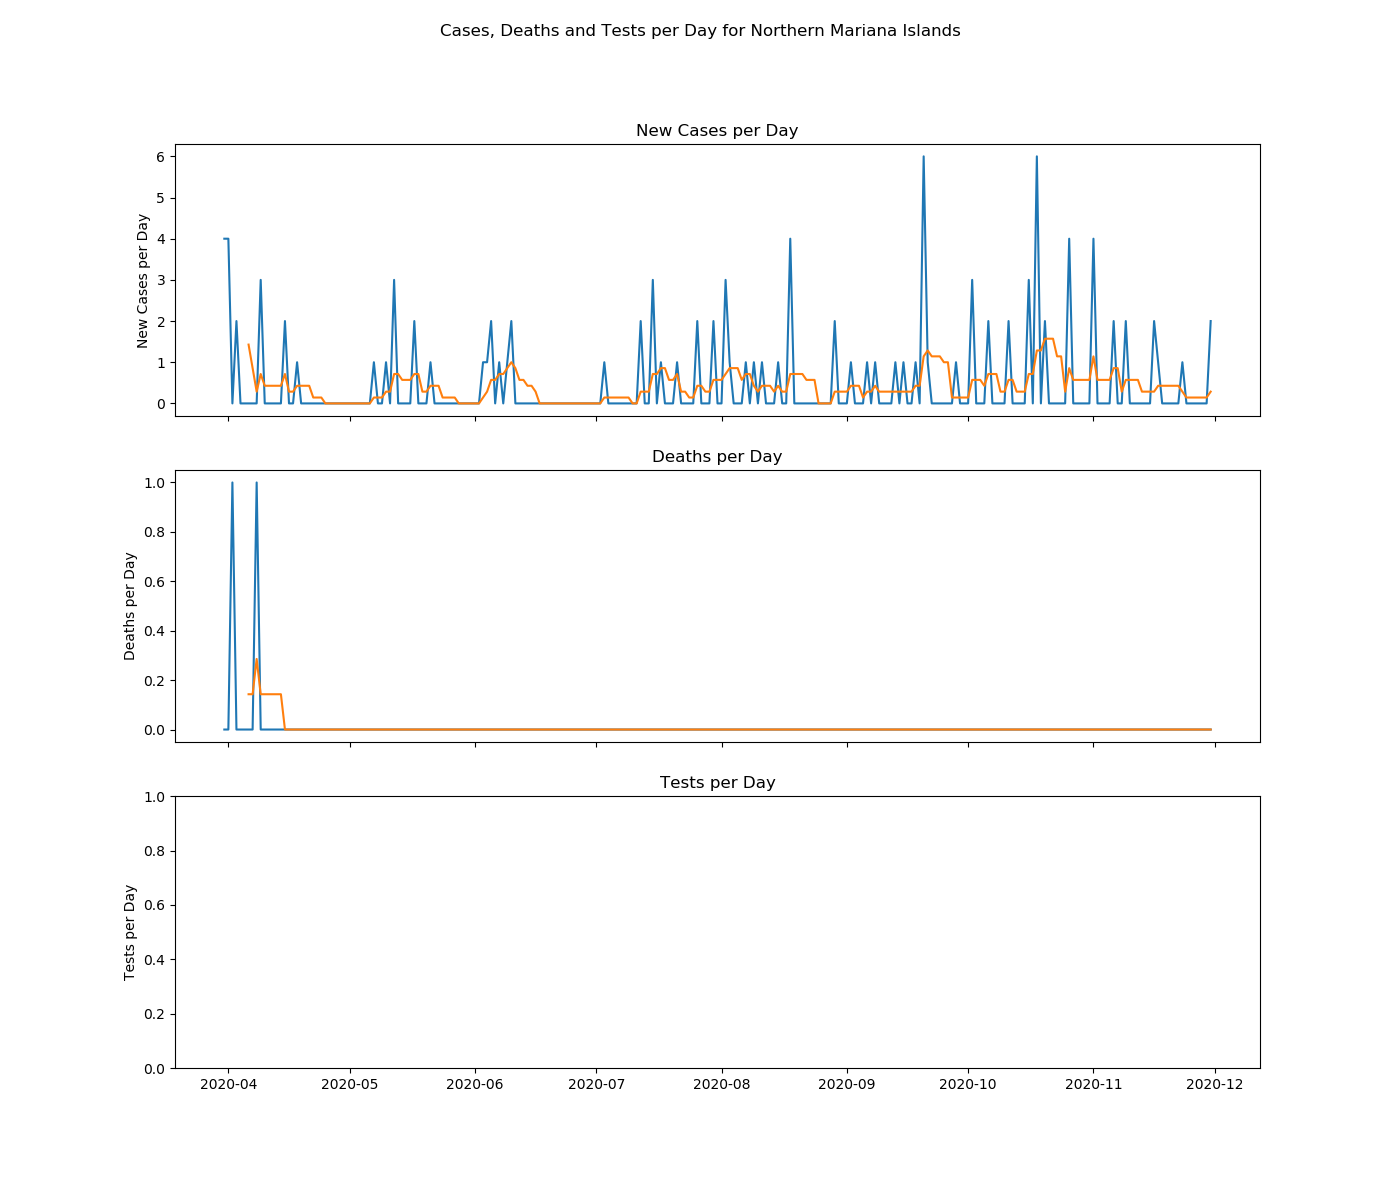 Cases, Deaths and Tests per Day for Northern Mariana Islands
New Cases per Day
New Cases per Day
6
5
4
3
2
1
0
Deaths per Day
Deaths per Day
1.0
0.8
0.6
0.4
0.2
0.0
Tests per Day
Tests per Day
1.0
0.8
0.6
0.4
0.2
0.0
2020-04 2020-05 2020-06 2020-07 2020-08 2020-09 2020-10 2020-11 2020-12